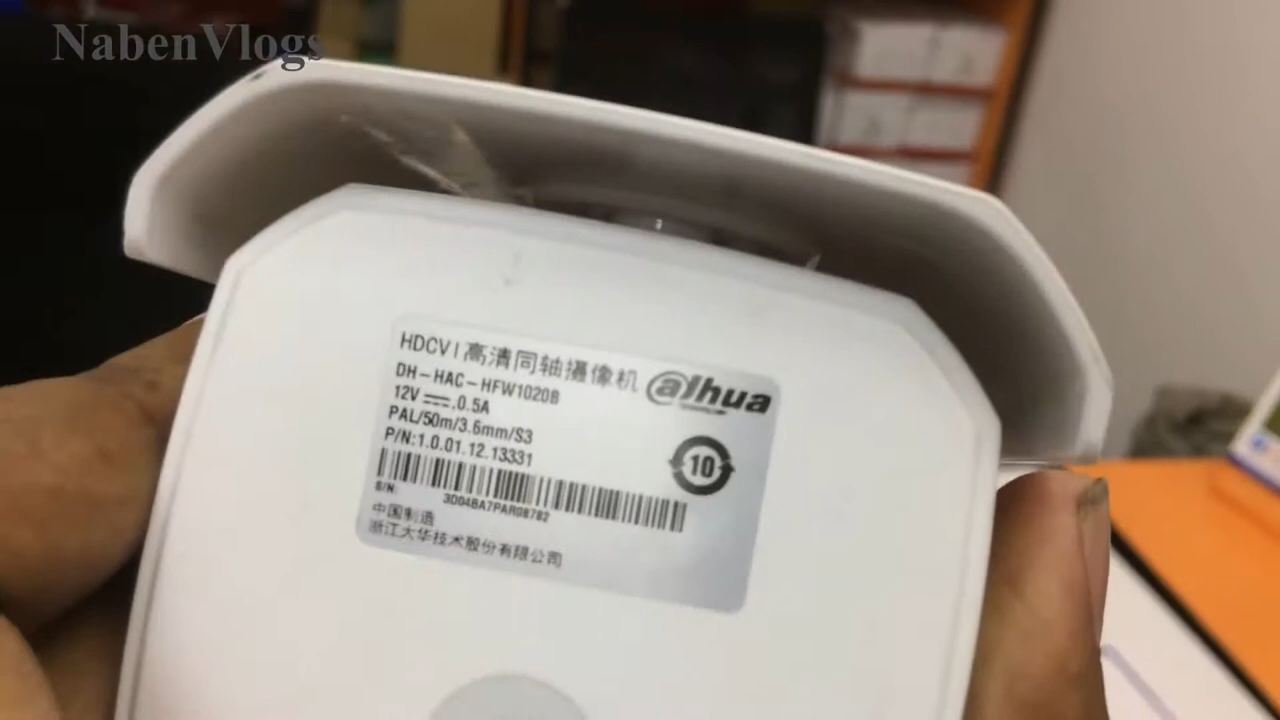 NabenVlogs
HDCVI高清同轴摄像机
alhua
DH-HAC-HFW1020B
12V⎓.0.5A
PAL/50m/3.6mm/S3
P/N:1.0.01.12.13331
10
S/N:
3D04BA7PAR08782
中国制造
浙江大华技术股份有限公司